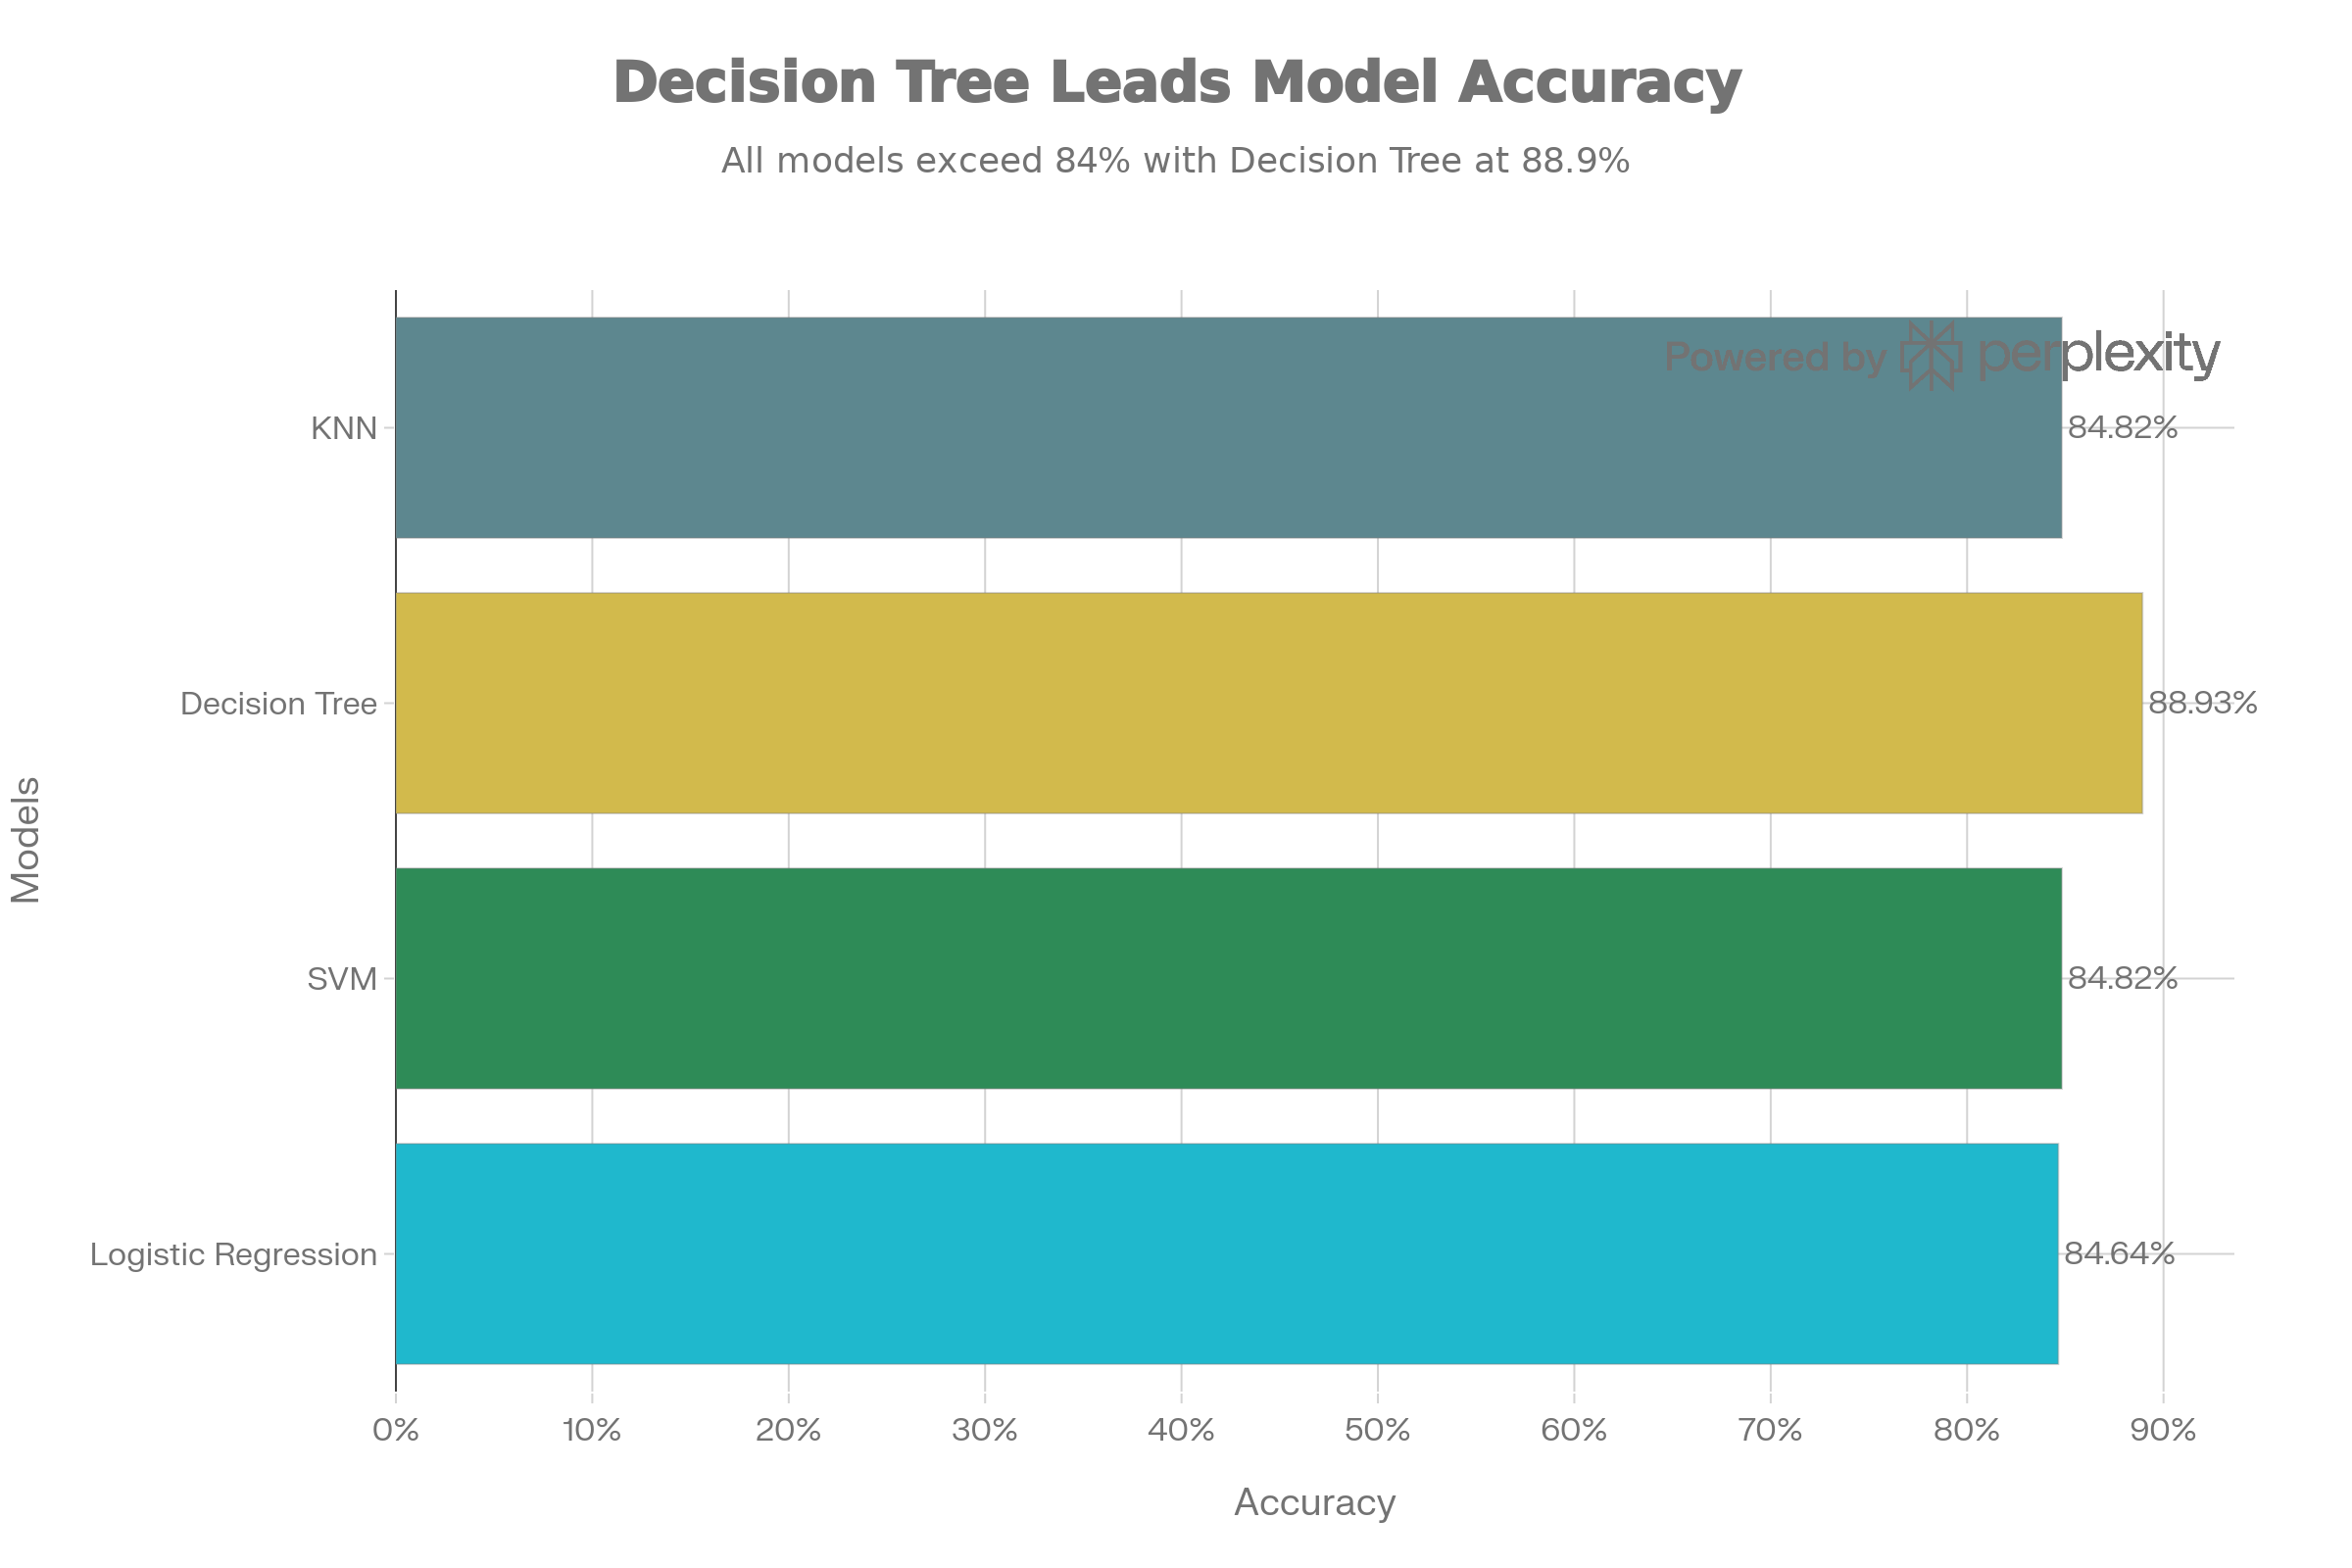 Decision Tree Leads Model Accuracy
All models exceed 84% with Decision Tree at 88.9%
Powered by perplexity
KNN
84.82%
Decision Tree
88.93%
Models
SVM
84.82%
Logistic Regression
84.64%
0% 10% 20% 30% 40% 50% 60% 70% 80% 90%
Accuracy